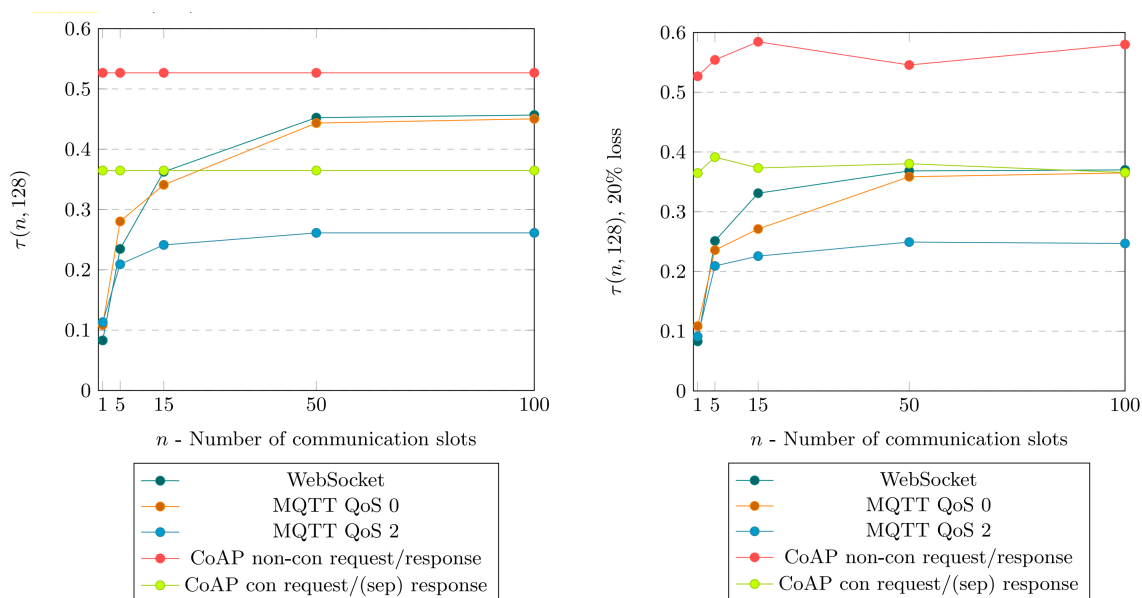 0.6
0.5
0.4
0.3
0.2
0.1
0
1 5 15 50 100
τ(n, 128)
n - Number of communication slots
WebSocket
MQTT QoS 0
MQTT QoS 2
CoAP non-con request/response
CoAP con request/(sep) response
0.6
0.5
0.4
0.3
0.2
0.1
0
1 5 15 50 100
τ(n, 128), 20% loss
n - Number of communication slots
WebSocket
MQTT QoS 0
MQTT QoS 2
CoAP non-con request/response
CoAP con request/(sep) response